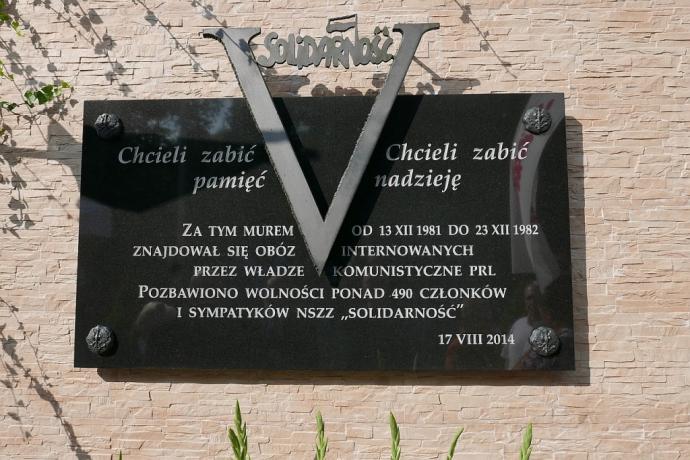 SOLIDARNOŚĆ
Chcieli zabić Chcieli zabić
pamięć nadzieję
ZA TYM MUREM OD 13 XII 1981 DO 23 XII 1982
ZNAJDOWAŁ SIĘ OBÓZ INTERNOWANYCH
PRZEZ WŁADZE KOMUNISTYCZNE PRL
POZBAWIONO WOLNOŚCI PONAD 490 CZŁONKÓW
I SYMPATYKÓW NSZZ „SOLIDARNOŚĆ”
17 VIII 2014